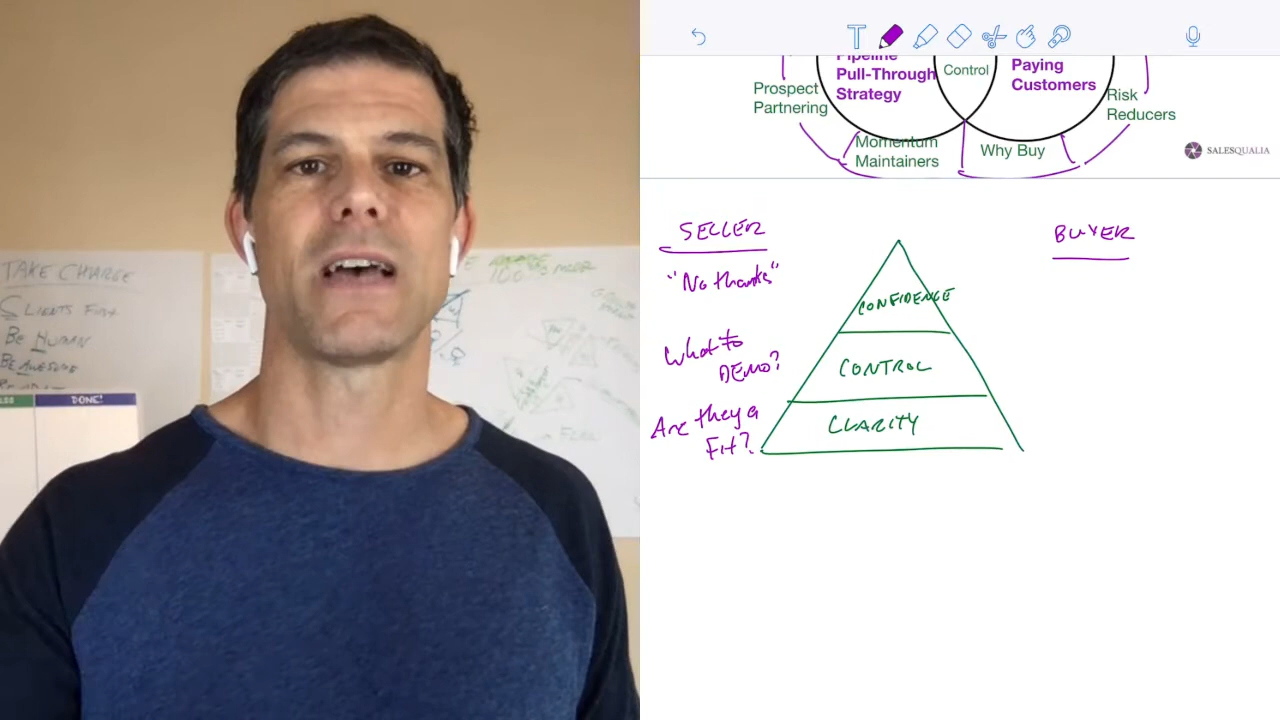 TAKE CHARGE
CLIENTS FIRST
BE HUMAN
BE AWESOME
DONE!
Pipeline
Pull-Through
Strategy
Control
Paying
Customers
Prospect
Partnering
Risk
Reducers
Momentum
Maintainers
Why Buy
SALESQUALIA
SELLER
BUYER
"No thanks"
CONFIDENCE
What to
DEMO?
CONTROL
Are they a
Fit?
CLARITY